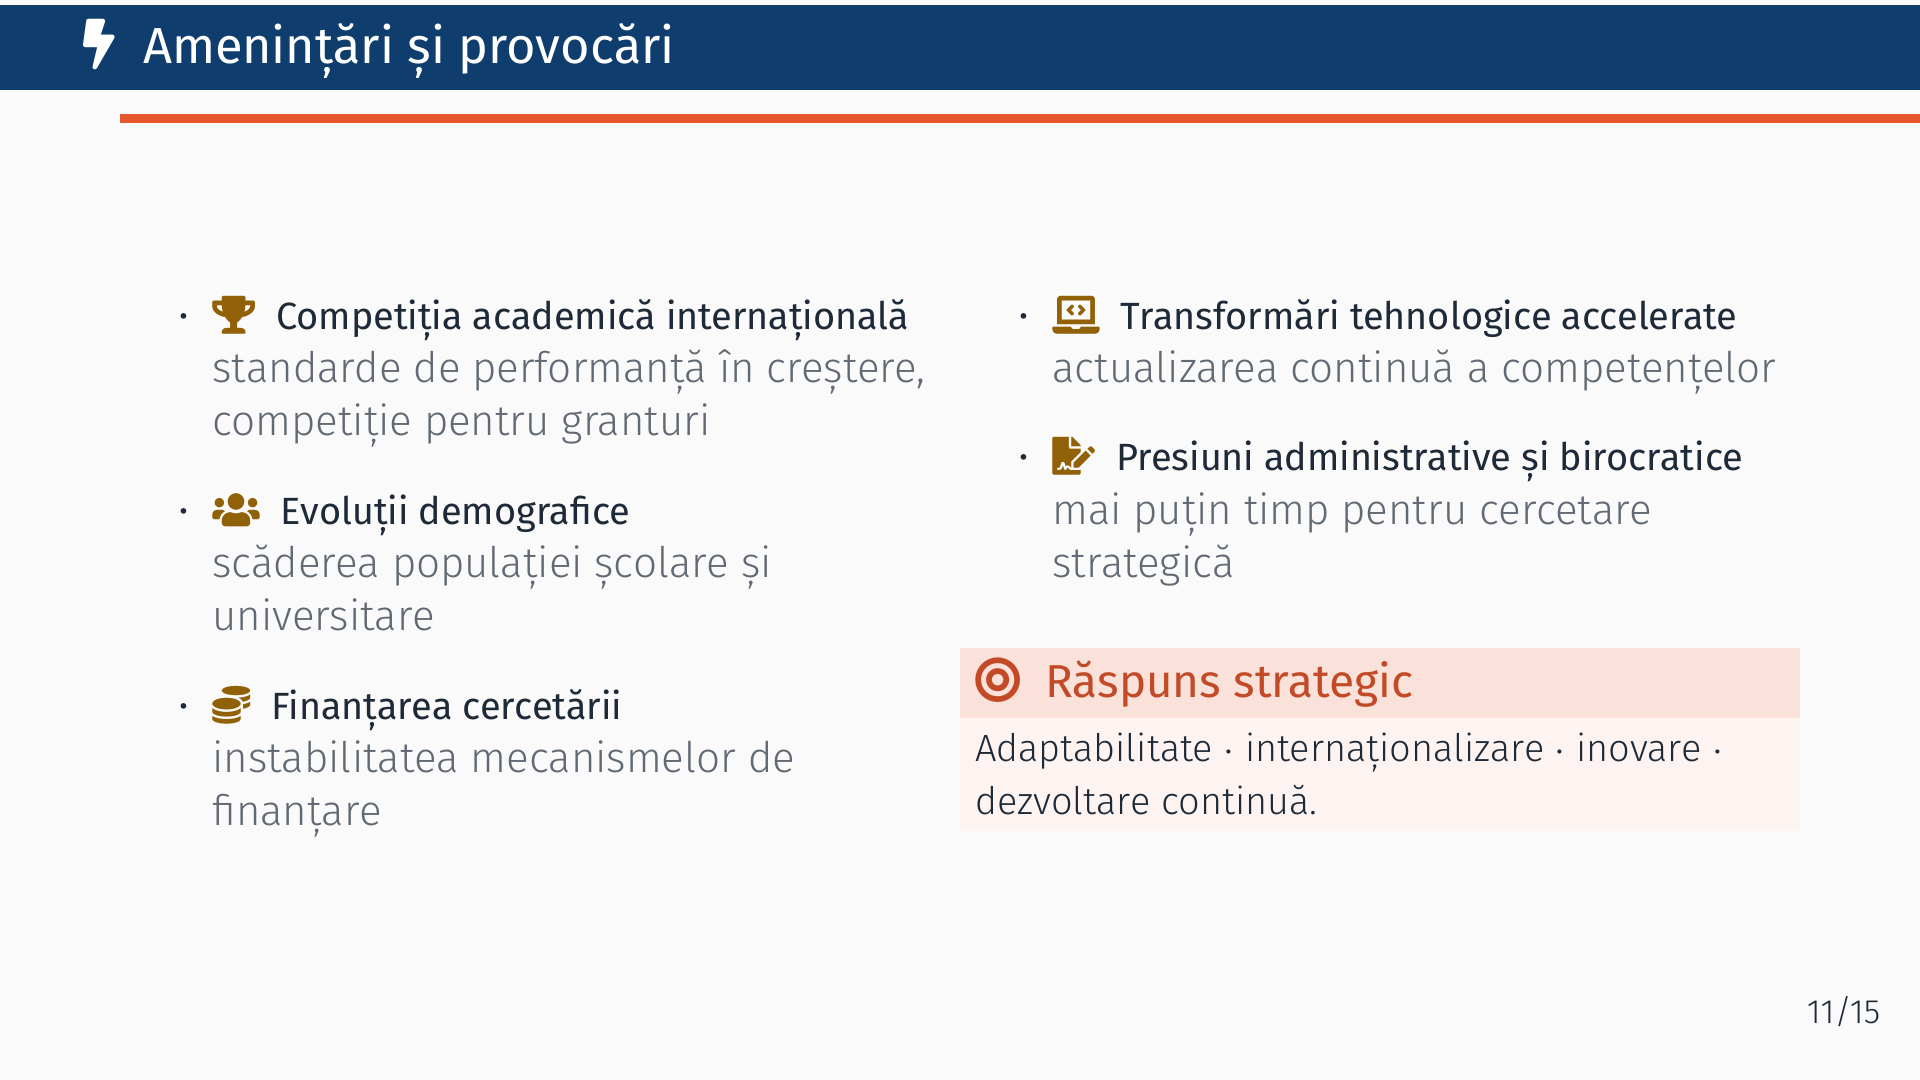 Amenințări și provocări
· Competiția academică internațională
standarde de performanță în creștere,
competiție pentru granturi
· Evoluții demografice
scăderea populației școlare și
universitare
· Finanțarea cercetării
instabilitatea mecanismelor de
finanțare
· Transformări tehnologice accelerate
actualizarea continuă a competențelor
· Presiuni administrative și birocratice
mai puțin timp pentru cercetare
strategică
Răspuns strategic
Adaptabilitate · internaționalizare · inovare ·
dezvoltare continuă.
11/15